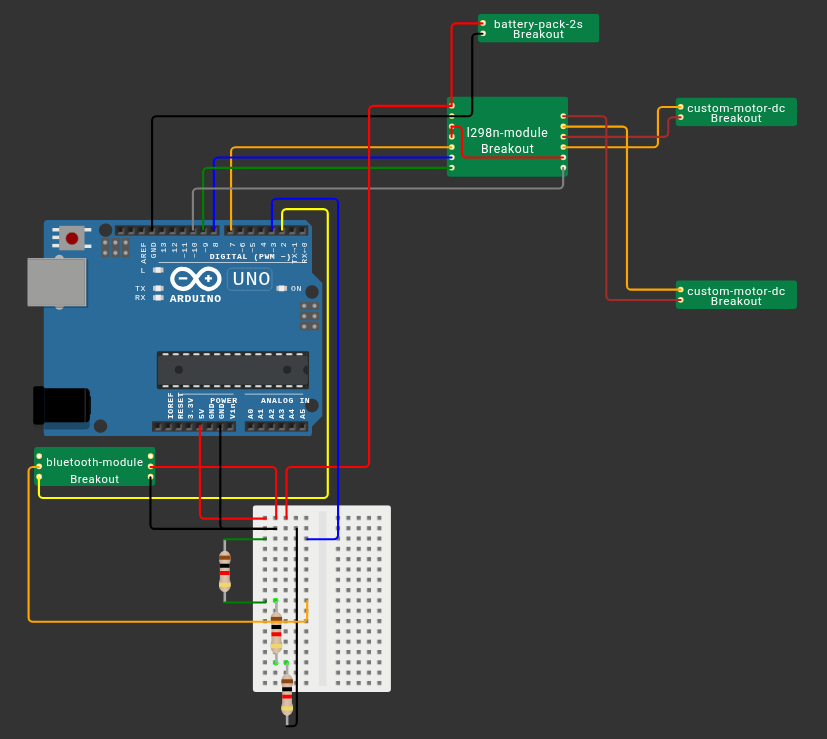 battery-pack-2s
Breakout
custom-motor-dc
Breakout
l298n-module
Breakout
AREF
GND
13
12
~11
~10
~9
8
7
~6
~5
4
~3
2
TX→1
RX←0
DIGITAL (PWM ~)
L
TX
RX
ARDUINO
UNO
ON
custom-motor-dc
Breakout
IOREF
RESET
3.3V
5V
GND
GND
Vin
POWER
A0
A1
A2
A3
A4
A5
ANALOG IN
bluetooth-module
Breakout